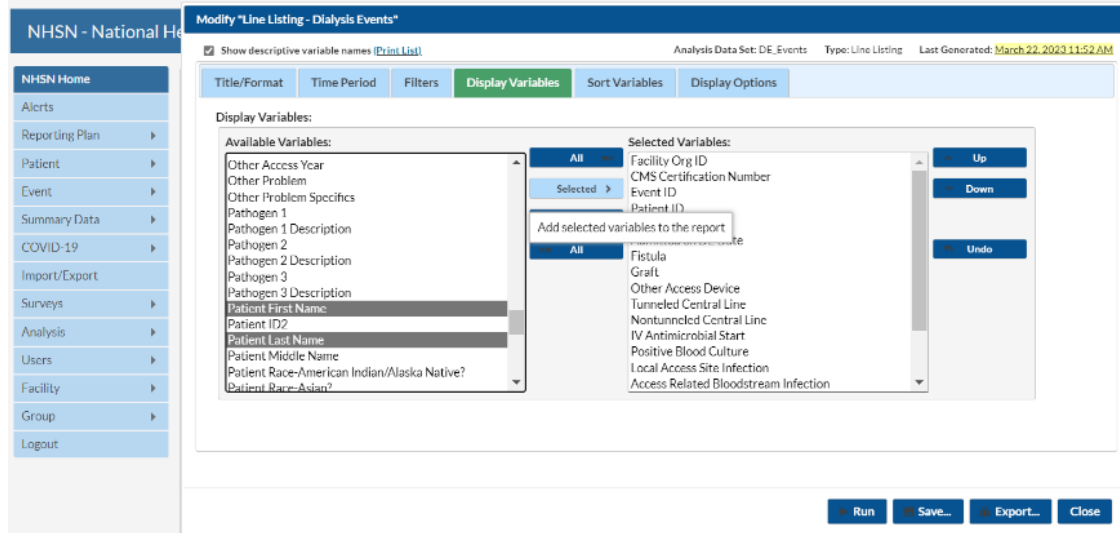 NHSN - National He
Modify "Line Listing - Dialysis Events"
Show descriptive variable names (Print List)
Analysis Data Set: DE_Events Type: Line Listing Last Generated: March 22, 2023 11:52 AM
NHSN Home
Alerts
Reporting Plan
Patient
Event
Summary Data
COVID-19
Import/Export
Surveys
Analysis
Users
Facility
Group
Logout
Title/Format Time Period Filters Display Variables Sort Variables Display Options
Display Variables:
Available Variables:
Other Access Year
Other Problem
Other Problem Specifics
Pathogen 1
Pathogen 1 Description
Pathogen 2
Pathogen 2 Description
Pathogen 3
Pathogen 3 Description
Patient First Name
Patient ID2
Patient Last Name
Patient Middle Name
Patient Race-American Indian/Alaska Native?
Patient Race-Asian?
All
Selected >
Add selected variables to the report
All
Selected Variables:
Facility Org ID
CMS Certification Number
Event ID
Patient ID
Fistula
Graft
Other Access Device
Tunneled Central Line
Nontunneled Central Line
IV Antimicrobial Start
Positive Blood Culture
Local Access Site Infection
Access Related Bloodstream Infection
Up
Down
Undo
Run Save... Export... Close